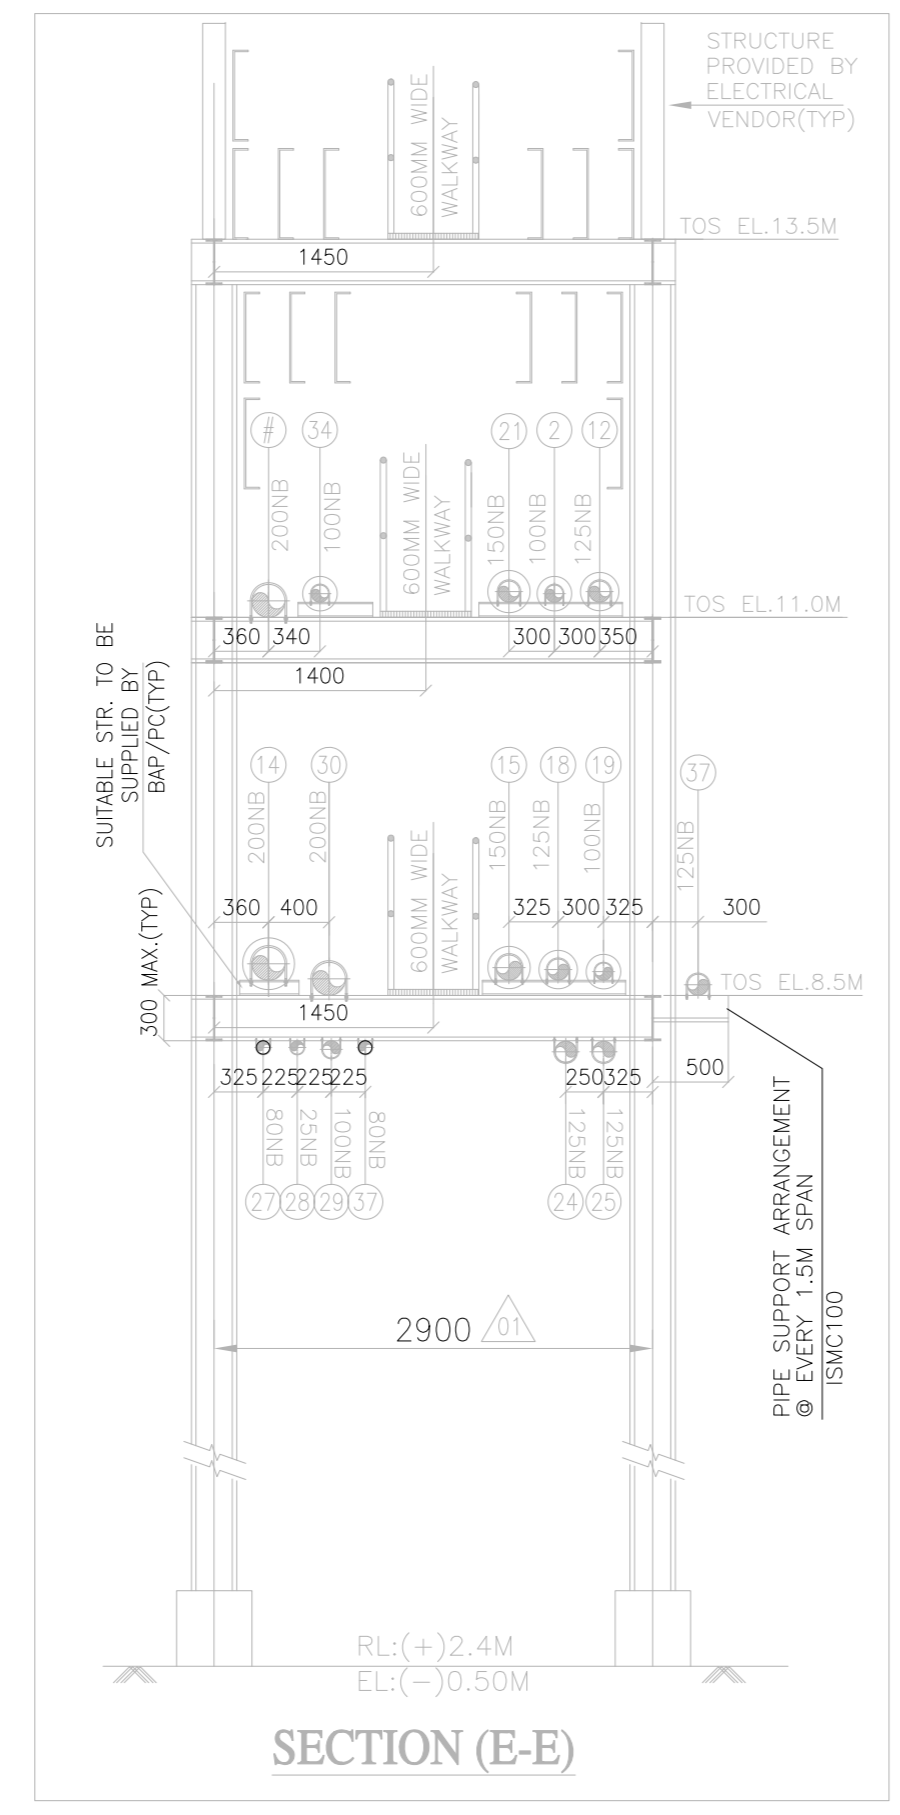 STRUCTURE
PROVIDED BY
ELECTRICAL
VENDOR(TYP)
600MM WIDE
WALKWAY
TOS EL.13.5M
1450
#
34
21
2
12
200NB
100NB
600MM WIDE
WALKWAY
150NB
100NB
125NB
TOS EL.11.0M
360
340
300
300
350
1400
SUITABLE STR. TO BE
SUPPLIED BY
BAP/PC(TYP)
14
30
15
18
19
37
200NB
200NB
600MM WIDE
WALKWAY
150NB
125NB
100NB
125NB
360
400
325
300
325
300
300 MAX.(TYP)
TOS EL.8.5M
1450
500
325
225
225
225
250
325
80NB
25NB
100NB
80NB
125NB
125NB
27
28
29
37
24
25
PIPE SUPPORT ARRANGEMENT
@ EVERY 1.5M SPAN
ISMC100
2900
01
RL:(+)2.4M
EL:(-)0.50M
SECTION (E-E)